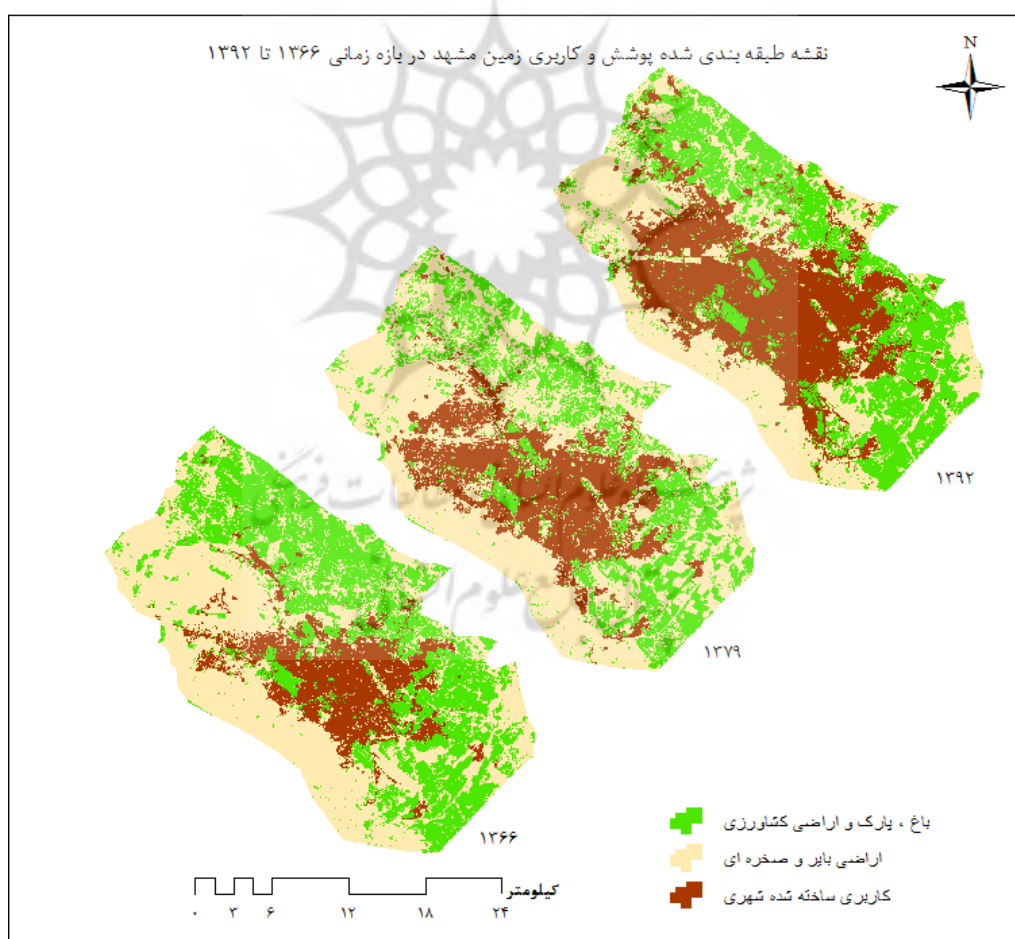 نقشه طبقه بندی شده پوشش و کاربری زمین مشهد در بازه زمانی ۱۳۶۶ تا ۱۳۹۲
N
۱۳۹۲
۱۳۷۹
۱۳۶۶
باغ ، پارک و اراضی کشاورزی
اراضی بایر و صخره ای
کاربری ساخته شده شهری
کیلومتر
۰ ۳ ۶ ۱۲ ۱۸ ۲۴